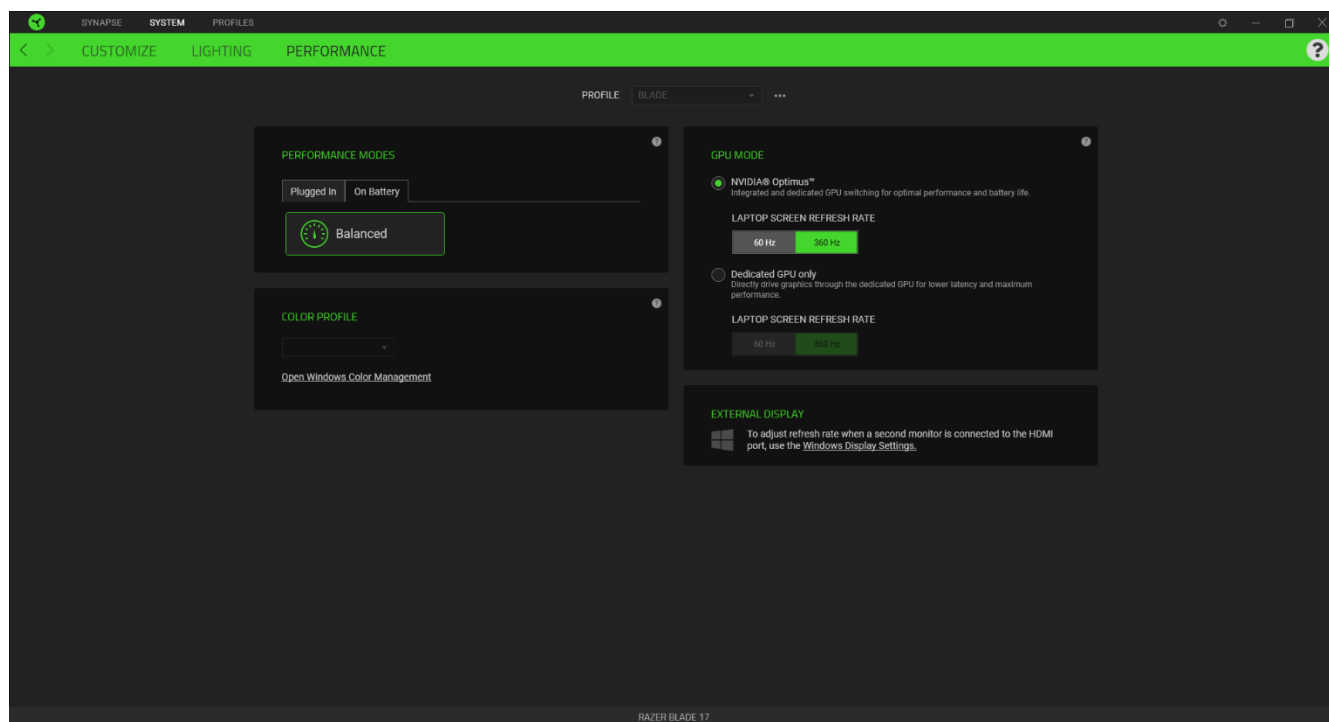 SYNAPSE SYSTEM PROFILES
CUSTOMIZE LIGHTING PERFORMANCE
?
PROFILE BLADE
PERFORMANCE MODES
?
Plugged In On Battery
Balanced
COLOR PROFILE
?
Open Windows Color Management
GPU MODE
?
NVIDIA® Optimus™
Integrated and dedicated GPU switching for optimal performance and battery life.
LAPTOP SCREEN REFRESH RATE
60 Hz 360 Hz
Dedicated GPU only
Directly drive graphics through the dedicated GPU for lower latency and maximum
performance.
LAPTOP SCREEN REFRESH RATE
60 Hz 360 Hz
EXTERNAL DISPLAY
To adjust refresh rate when a second monitor is connected to the HDMI
port, use the Windows Display Settings.
RAZER BLADE 17